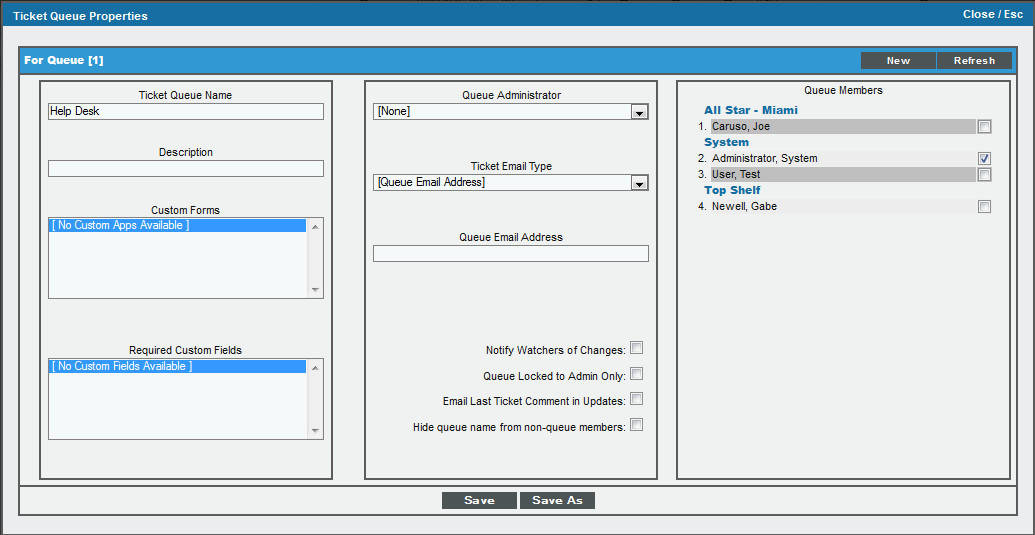 Ticket Queue Properties
Close / Esc
For Queue [1]
New
Refresh
Ticket Queue Name
Help Desk
Description
Custom Forms
[ No Custom Apps Available ]
Required Custom Fields
[ No Custom Fields Available ]
Queue Administrator
[None]
Ticket Email Type
[Queue Email Address]
Queue Email Address
Notify Watchers of Changes:
Queue Locked to Admin Only:
Email Last Ticket Comment in Updates:
Hide queue name from non-queue members:
Queue Members
All Star - Miami
1. Caruso, Joe
System
2. Administrator, System
3. User, Test
Top Shelf
4. Newell, Gabe
Save
Save As